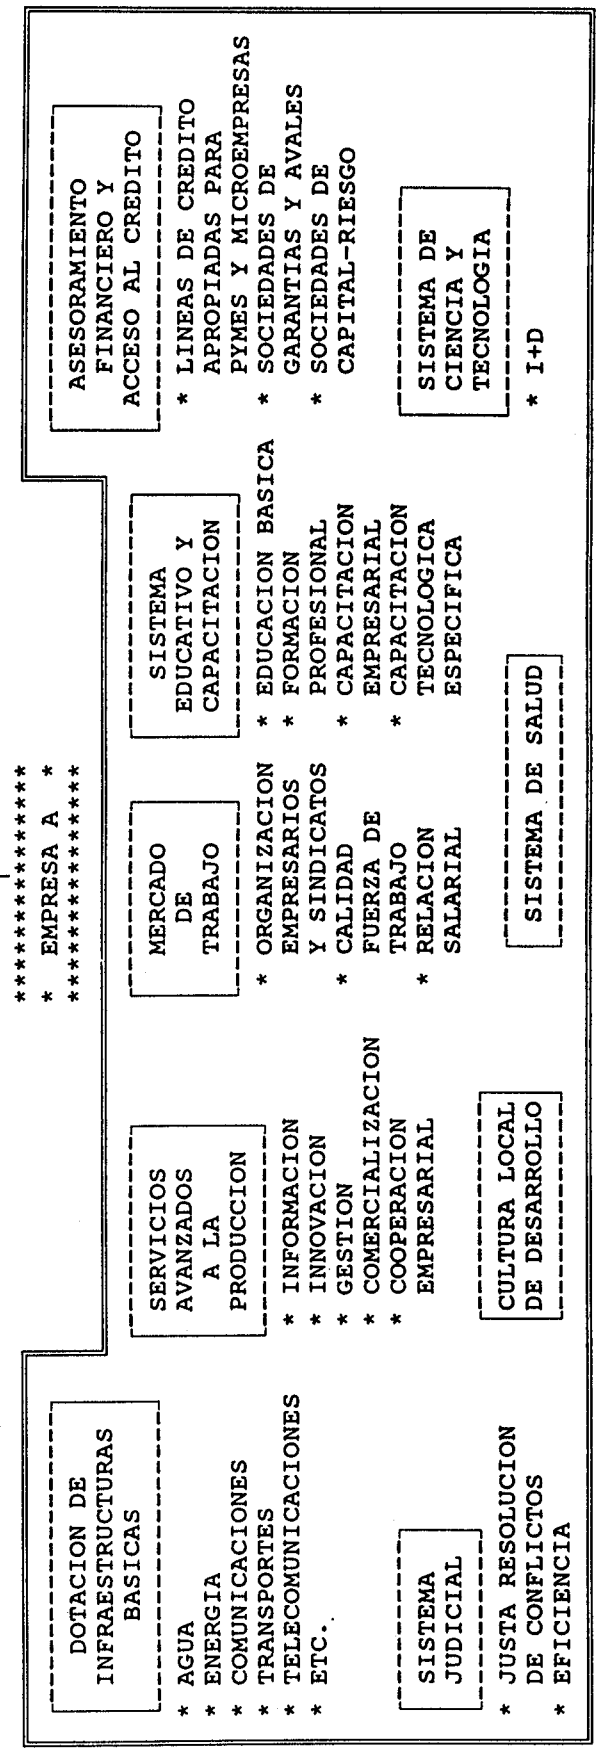 ***************
* EMPRESA A *
***************
DOTACION DE
INFRAESTRUCTURAS
BASICAS
* AGUA
* ENERGIA
* COMUNICACIONES
* TRANSPORTES
* TELECOMUNICACIONES
* ETC.
SERVICIOS
AVANZADOS
A LA
PRODUCCION
* INFORMACION
* INNOVACION
* GESTION
* COMERCIALIZACION
* COOPERACION
EMPRESARIAL
MERCADO
DE
TRABAJO
* ORGANIZACION
EMPRESARIOS
Y SINDICATOS
* CALIDAD
FUERZA DE
TRABAJO
* RELACION
SALARIAL
SISTEMA
EDUCATIVO Y
CAPACITACION
* EDUCACION BASICA
* FORMACION
PROFESIONAL
* CAPACITACION
EMPRESARIAL
* CAPACITACION
TECNOLOGICA
ESPECIFICA
ASESORAMIENTO
FINANCIERO Y
ACCESO AL CREDITO
* LINEAS DE CREDITO
APROPIADAS PARA
PYMES Y MICROEMPRESAS
* SOCIEDADES DE
GARANTIAS Y AVALES
* SOCIEDADES DE
CAPITAL-RIESGO
SISTEMA
JUDICIAL
* JUSTA RESOLUCION
DE CONFLICTOS
* EFICIENCIA
CULTURA LOCAL
DE DESARROLLO
SISTEMA DE SALUD
SISTEMA DE
CIENCIA Y
TECNOLOGIA
* I+D